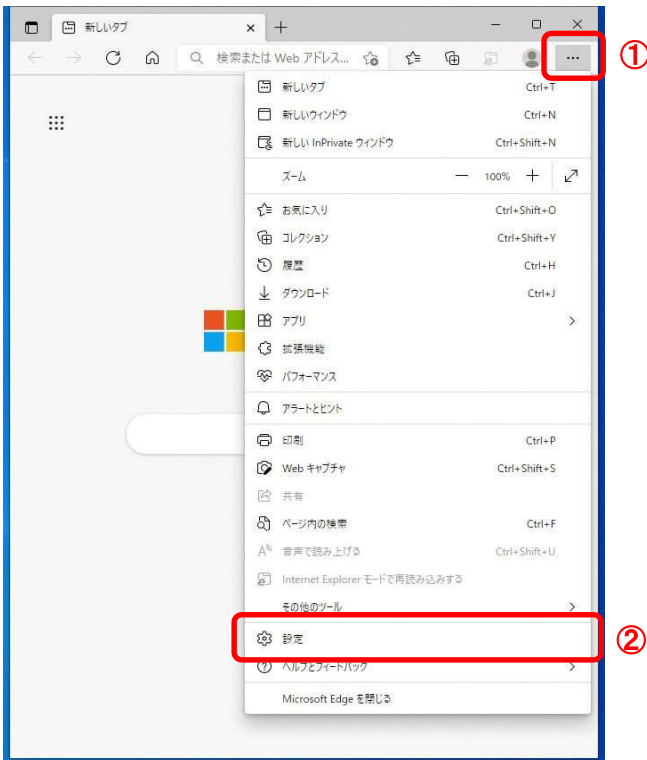 新しいタブ
検索または Web アドレス...
①
新しいタブ Ctrl+T
新しいウィンドウ Ctrl+N
新しい InPrivate ウィンドウ Ctrl+Shift+N
ズーム 100%
お気に入り Ctrl+Shift+O
コレクション Ctrl+Shift+Y
履歴 Ctrl+H
ダウンロード Ctrl+J
アプリ
拡張機能
パフォーマンス
アラートとヒント
印刷 Ctrl+P
Web キャプチャ Ctrl+Shift+S
共有
ページ内の検索 Ctrl+F
音声で読み上げる Ctrl+Shift+U
Internet Explorer モードで再読み込みする
その他のツール
設定
②
ヘルプとフィードバック
Microsoft Edge を閉じる